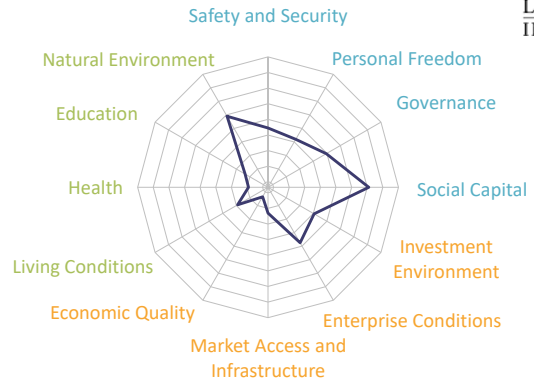 Safety and Security
Natural Environment
Personal Freedom
Education
Governance
Health
Social Capital
Investment
Environment
Living Conditions
Economic Quality
Enterprise Conditions
Market Access and
Infrastructure